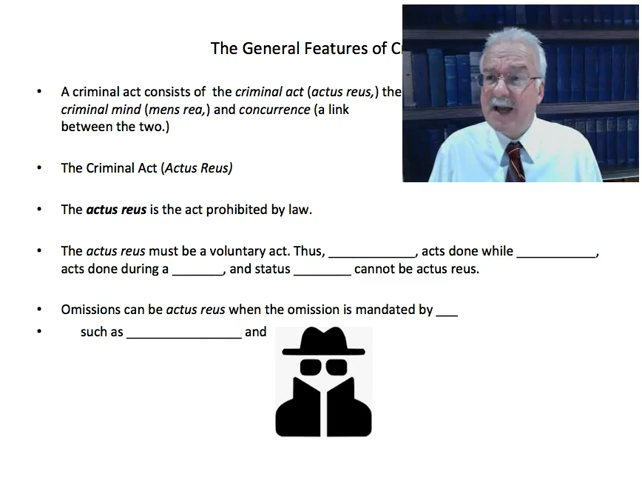 The General Features of C
• A criminal act consists of the criminal act (actus reus,) the
criminal mind (mens rea,) and concurrence (a link
between the two.)
• The Criminal Act (Actus Reus)
• The actus reus is the act prohibited by law.
• The actus reus must be a voluntary act. Thus, ____________, acts done while ___________,
acts done during a _______, and status ________ cannot be actus reus.
• Omissions can be actus reus when the omission is mandated by ___
• such as ________________ and